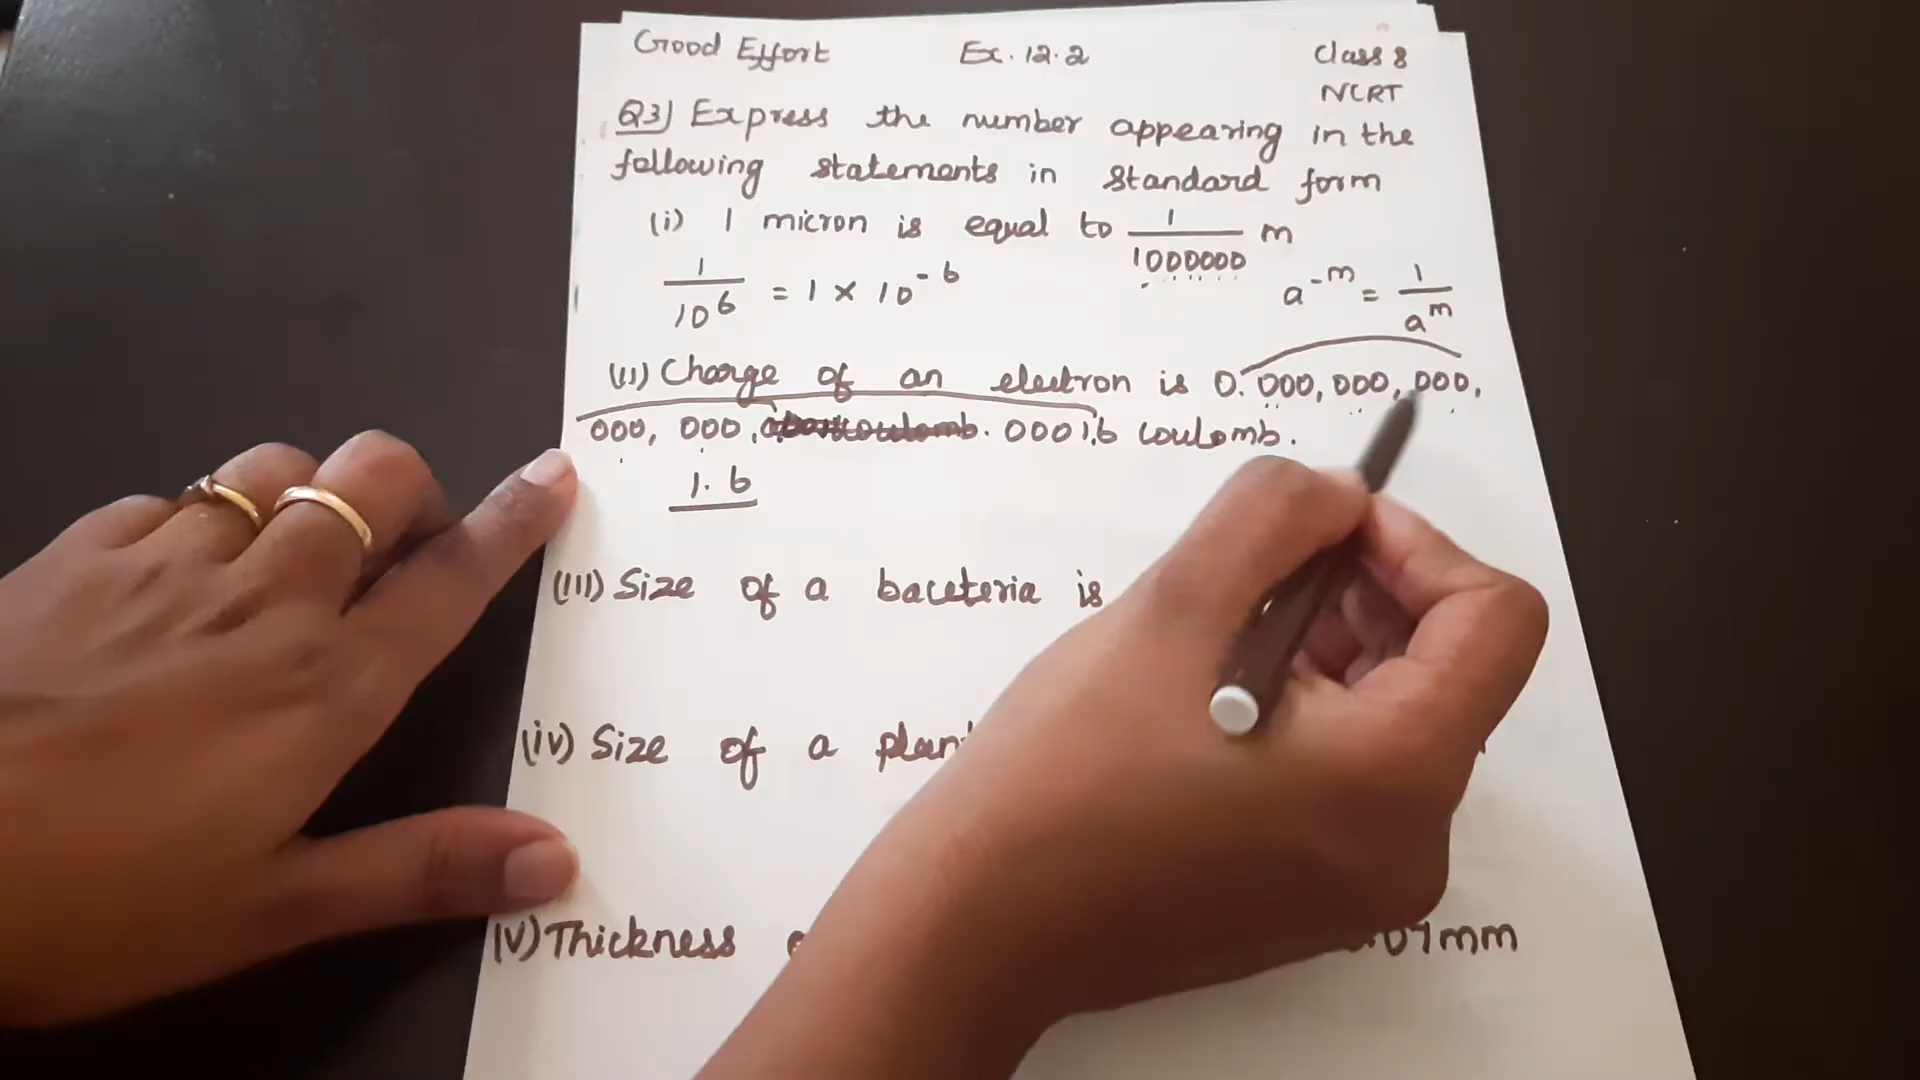 Good Effort Ex. 12.2 Class 8
NCRT
Q3) Express the number appearing in the
following statements in standard form
(i) 1 micron is equal to 1/1000000 m
1/10^6 = 1 × 10^-6 a^-m = 1/a^m
(ii) Charge of an electron is 0.000,000,000,
000, 000, 0001.6 coulomb.
1.6
(iii) Size of a baceteria is
(iv) Size of a
(v) Thickness mm